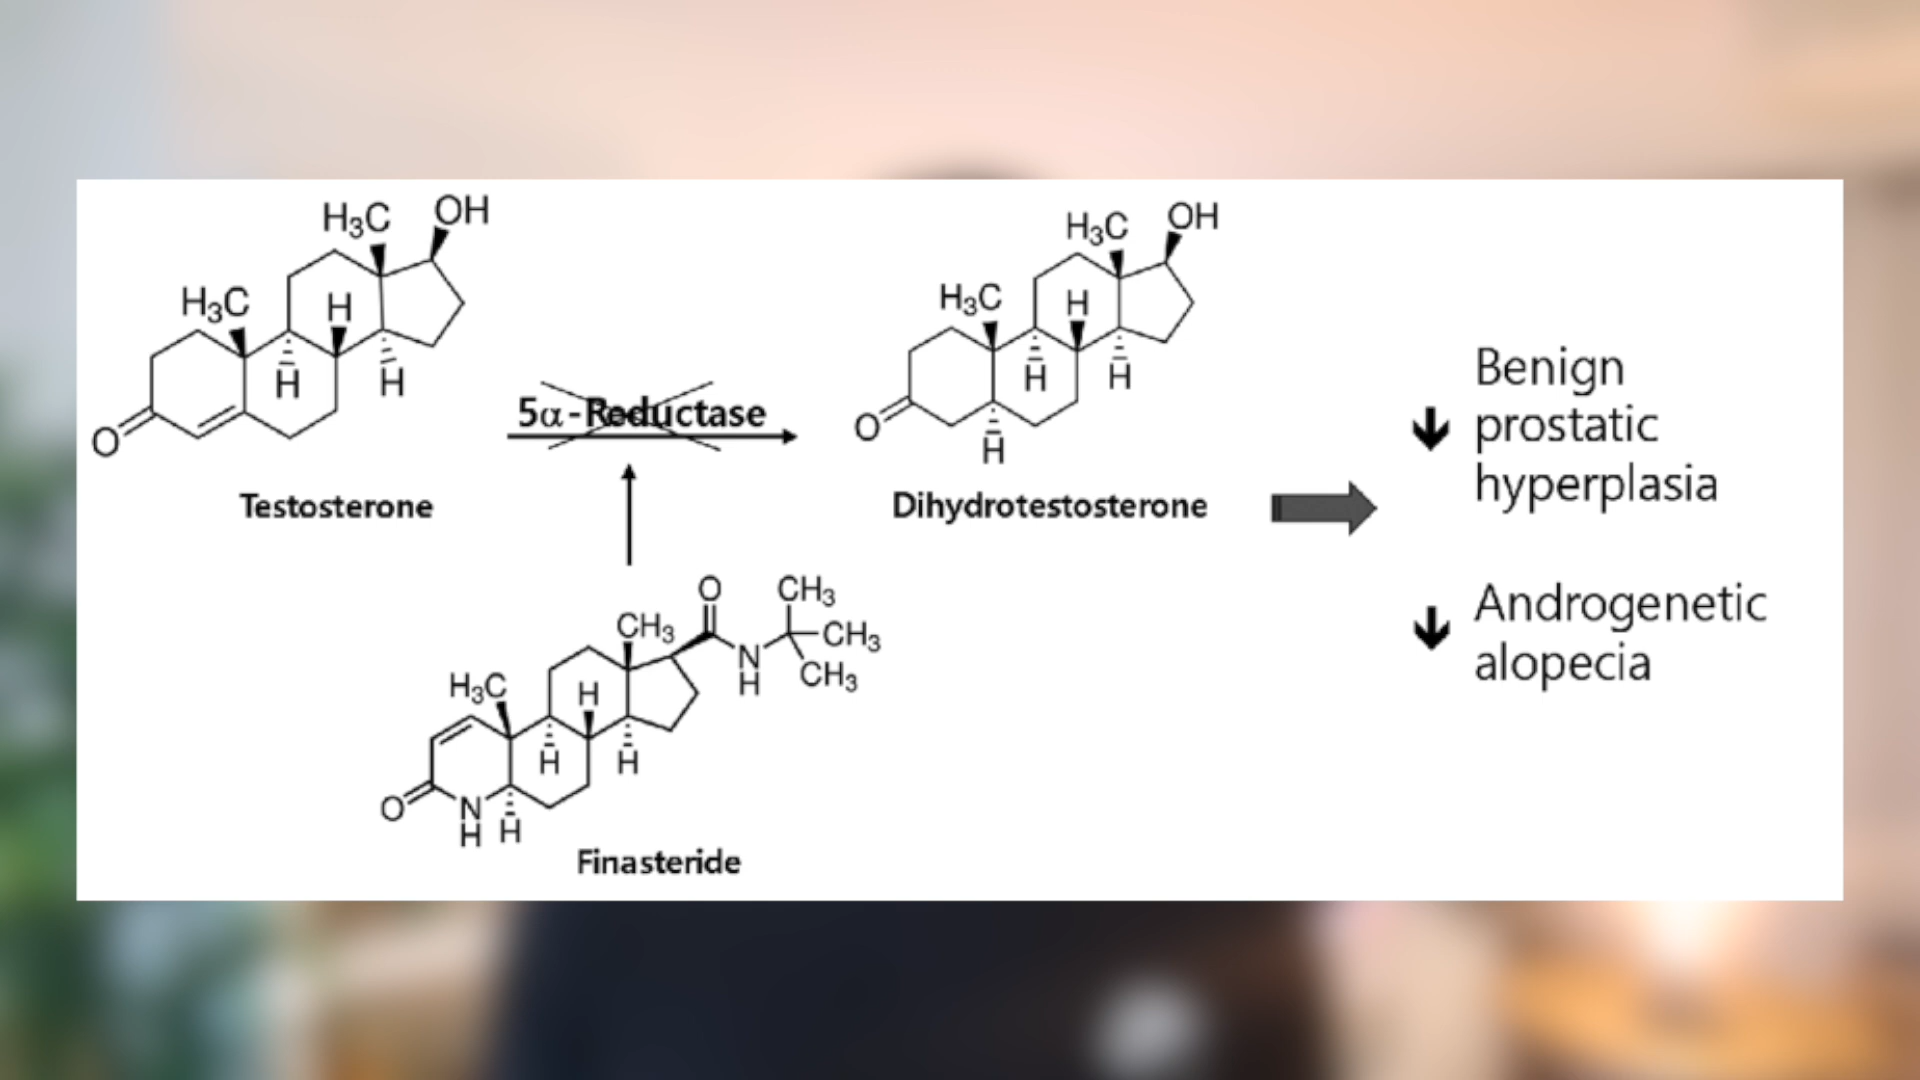 H₃C
OH
H₃C
H
H
H
O
Testosterone
5α-Reductase
H₃C
OH
H₃C
H
H
H
O
H
Dihydrotestosterone
Benign
prostatic
hyperplasia
Androgenetic
alopecia
O
CH₃
CH₃
CH₃
N
H
CH₃
H₃C
H
H
H
O
N
H
H
Finasteride